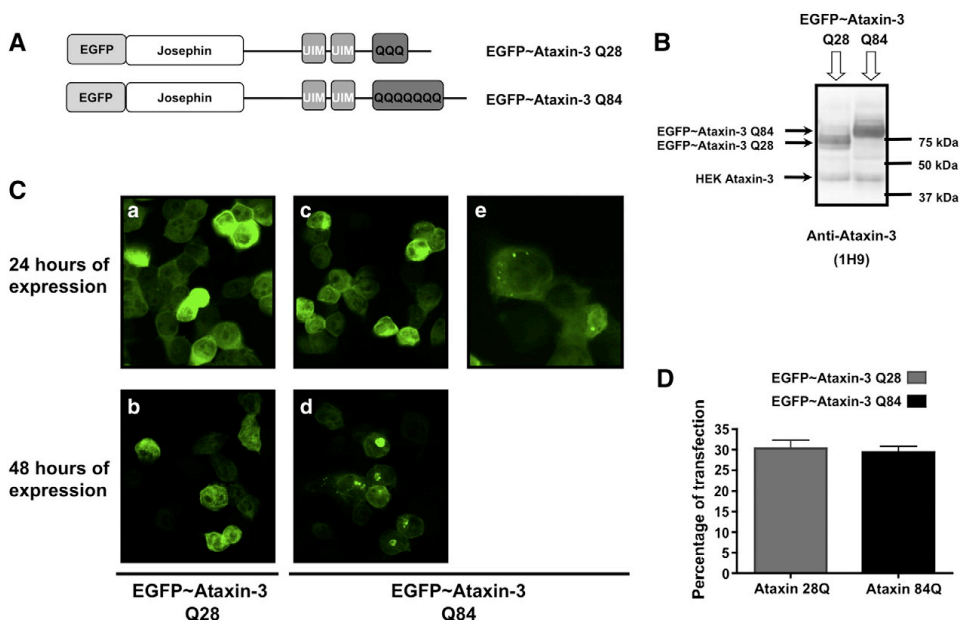 A
EGFP Josephin UIM UIM QQQ EGFP~Ataxin-3 Q28
EGFP Josephin UIM UIM QQQQQQQ EGFP~Ataxin-3 Q84
B
EGFP~Ataxin-3
Q28 Q84
EGFP~Ataxin-3 Q84
EGFP~Ataxin-3 Q28
HEK Ataxin-3
75 kDa
50 kDa
37 kDa
Anti-Ataxin-3
(1H9)
C
24 hours of
expression
a
c
e
48 hours of
expression
b
d
EGFP~Ataxin-3
Q28
EGFP~Ataxin-3
Q84
D
EGFP~Ataxin-3 Q28
EGFP~Ataxin-3 Q84
Percentage of transfection
35
30
25
20
15
10
5
0
Ataxin 28Q Ataxin 84Q